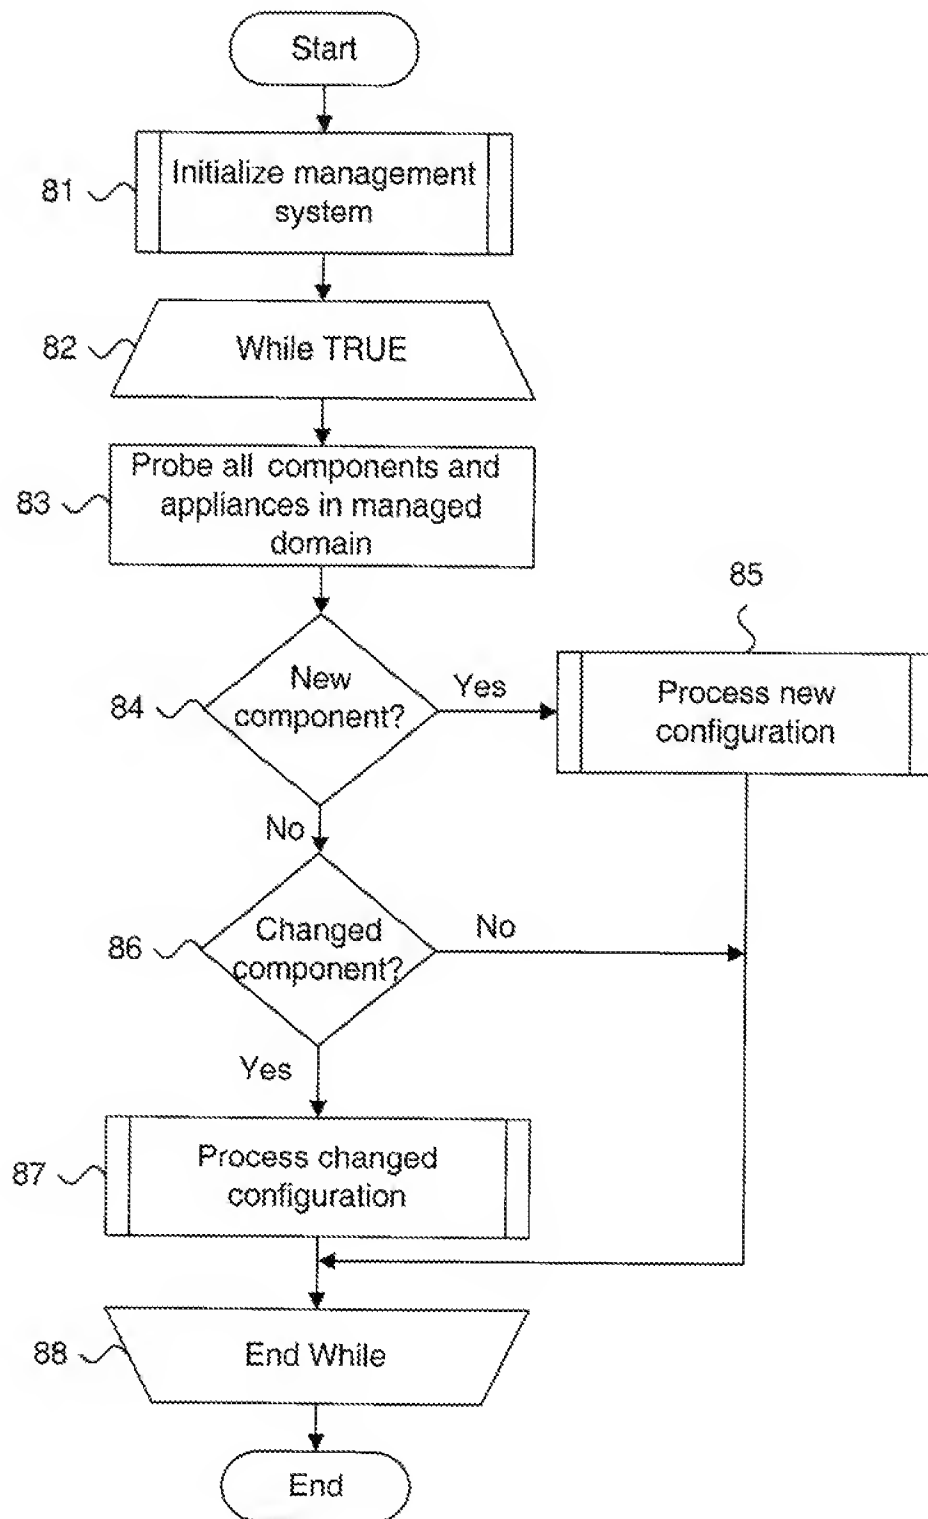 Start
81
Initialize management
system
82
While TRUE
83
Probe all components and
appliances in managed
domain
85
84
New
component?
Yes
Process new
configuration
No
86
Changed
component?
No
Yes
87
Process changed
configuration
88
End While
End